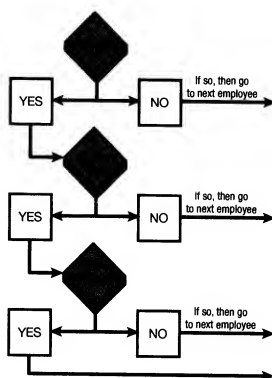 YES
NO
If so, then go
to next employee
YES
NO
If so, then go
to next employee
YES
NO
If so, then go
to next employee